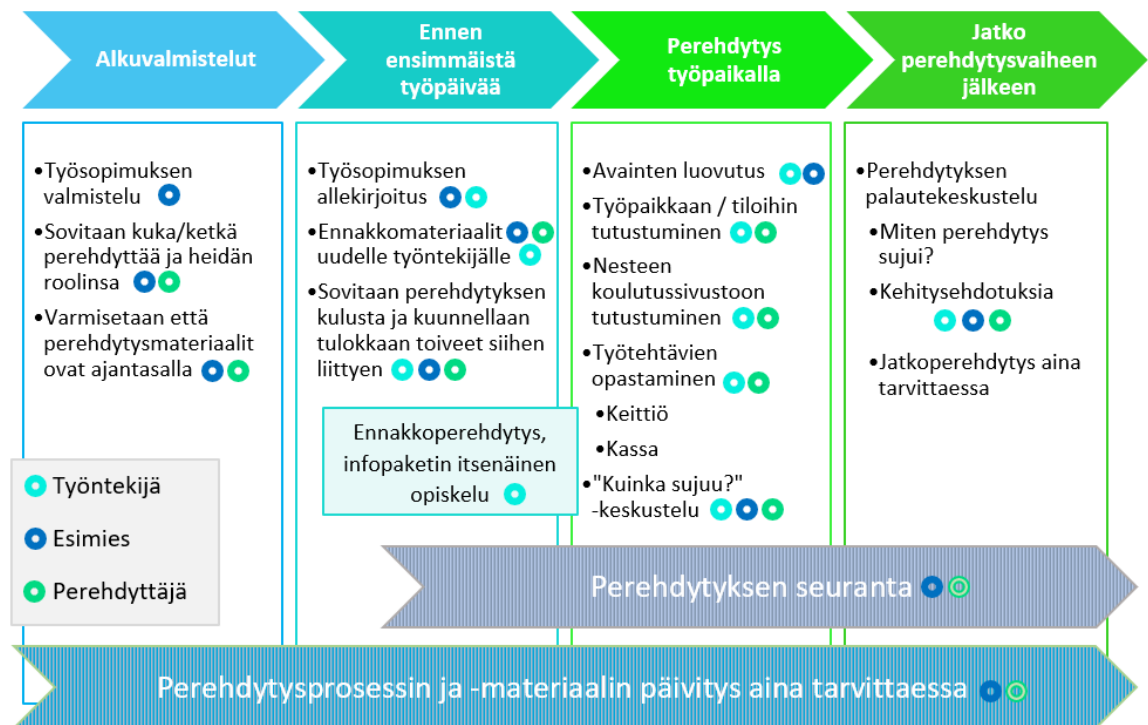 Alkuvalmistelut
Ennen
ensimmäistä
työpäivää
Perehdytys
työpaikalla
Jatko
perehdytysvaiheen
jälkeen
•Työsopimuksen
valmistelu
•Sovitaan kuka/ketkä
perehdyttää ja heidän
roolinsa
•Varmisetaan että
perehdytysmateriaalit
ovat ajantasalla
•Työsopimuksen
allekirjoitus
•Ennakkomateriaalit
uudelle työntekijälle
•Sovitaan perehdytyksen
kulusta ja kuunnellaan
tulokkaan toiveet siihen
liittyen
Ennakkoperehdytys,
infopaketin itsenäinen
opiskelu
•Avainten luovutus
•Työpaikkaan / tiloihin
tutustuminen
•Nesteen
koulutussivustoon
tutustuminen
•Työtehtävien
opastaminen
•Keittiö
•Kassa
•"Kuinka sujuu?"
-keskustelu
•Perehdytyksen
palautekeskustelu
•Miten perehdytys
sujui?
•Kehitysehdotuksia
•Jatkoperehdytys aina
tarvittaessa
Työntekijä
Esimies
Perehdyttäjä
Perehdytyksen seuranta
Perehdytysprosessin ja -materiaalin päivitys aina tarvittaessa